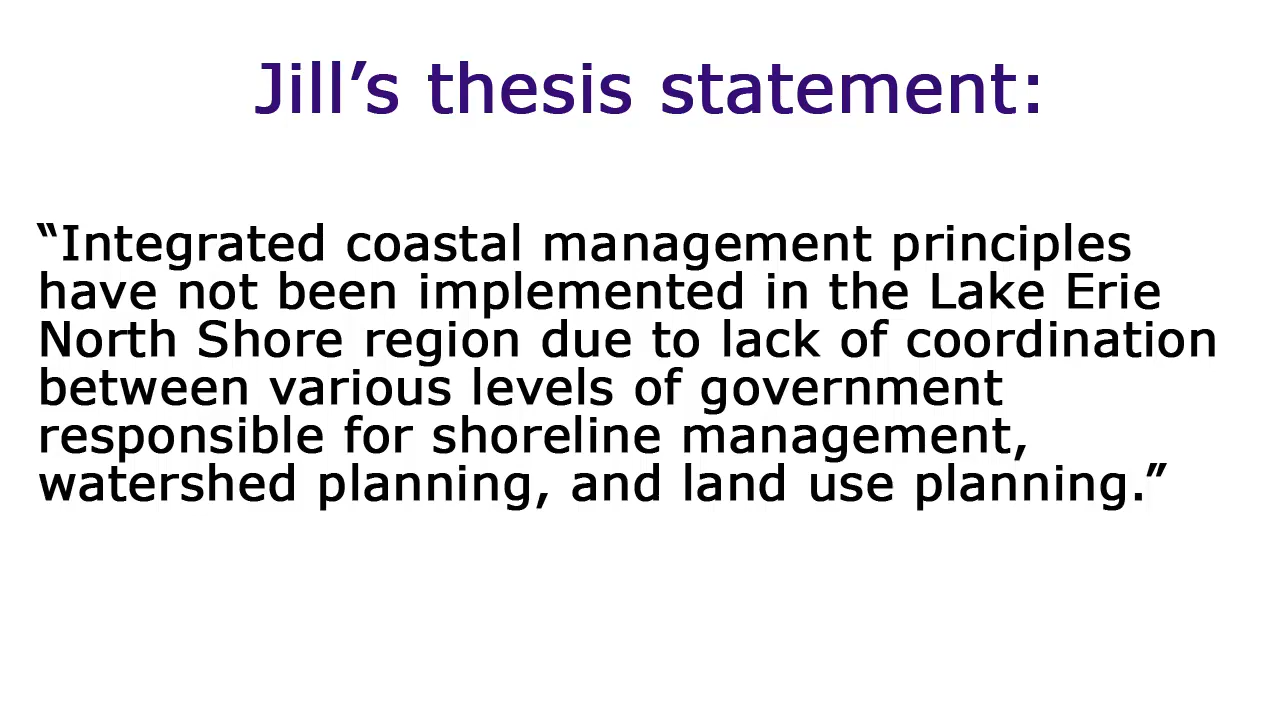 Jill’s thesis statement:
“Integrated coastal management principles
have not been implemented in the Lake Erie
North Shore region due to lack of coordination
between various levels of government
responsible for shoreline management,
watershed planning, and land use planning.”